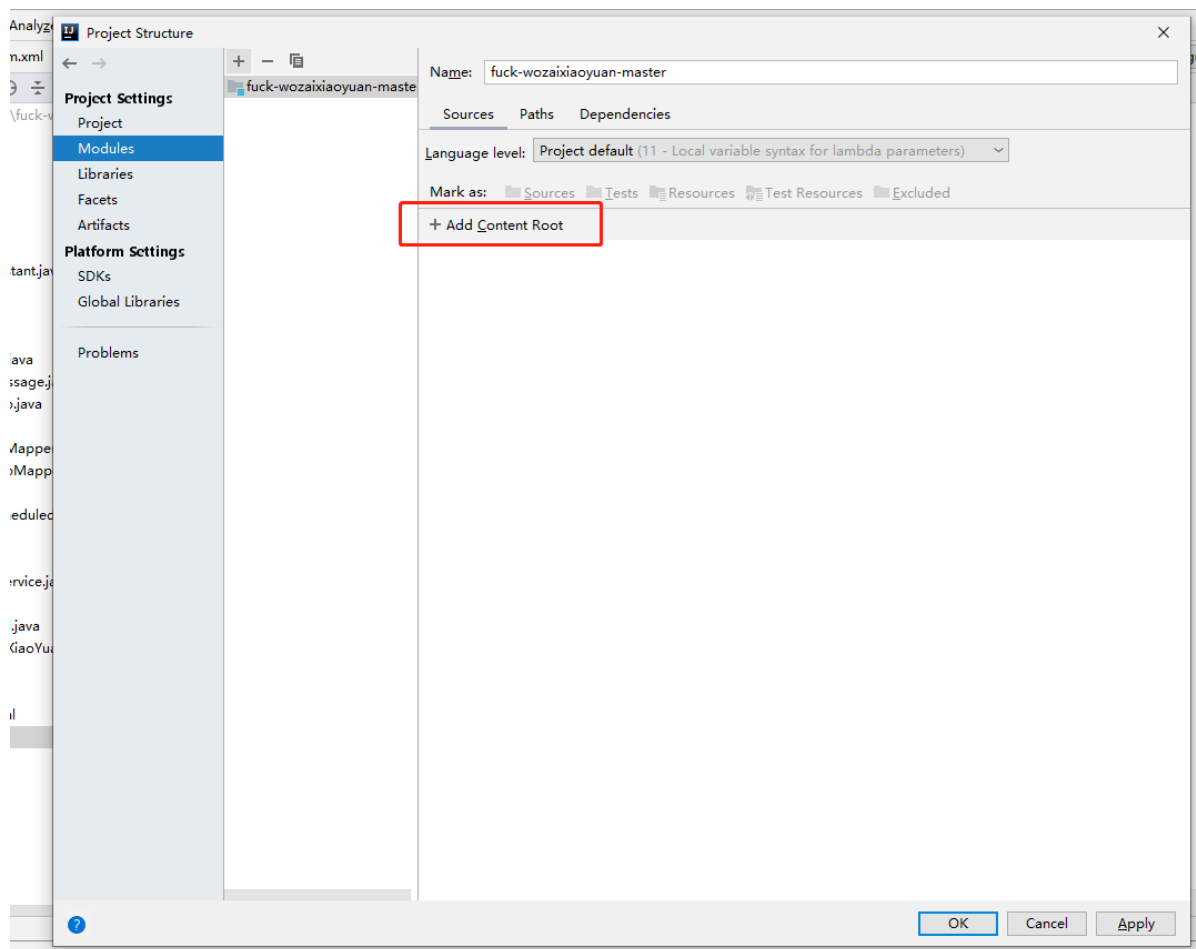 Analyze
Project Structure
m.xml
Name: fuck-wozaixiaoyuan-master
fuck-wozaixiaoyuan-maste
Project Settings
Project
Modules
Libraries
Facets
Artifacts
Platform Settings
SDKs
Global Libraries
Problems
Sources Paths Dependencies
Language level: Project default (11 - Local variable syntax for lambda parameters)
Mark as: Sources Tests Resources Test Resources Excluded
+ Add Content Root
\fuck-w
tant.jav
java
ssage.j
.java
Mappe
Mapp
eduled
ervice.ja
.java
XiaoYu
OK Cancel Apply